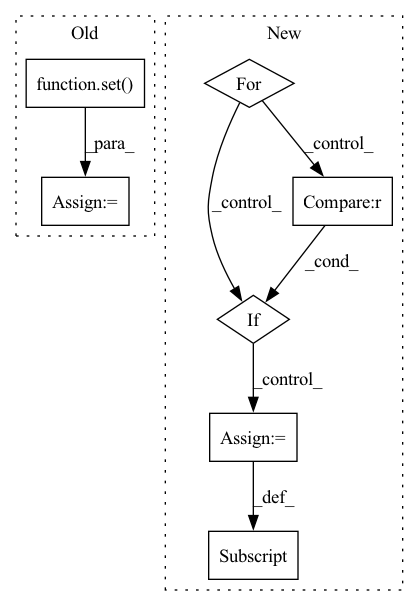 Old
New
function.set()
For
_para_
_control_
Assign:=
Compare:r
_control_
_cond_
If
_control_
Assign:=
_def_
Subscript